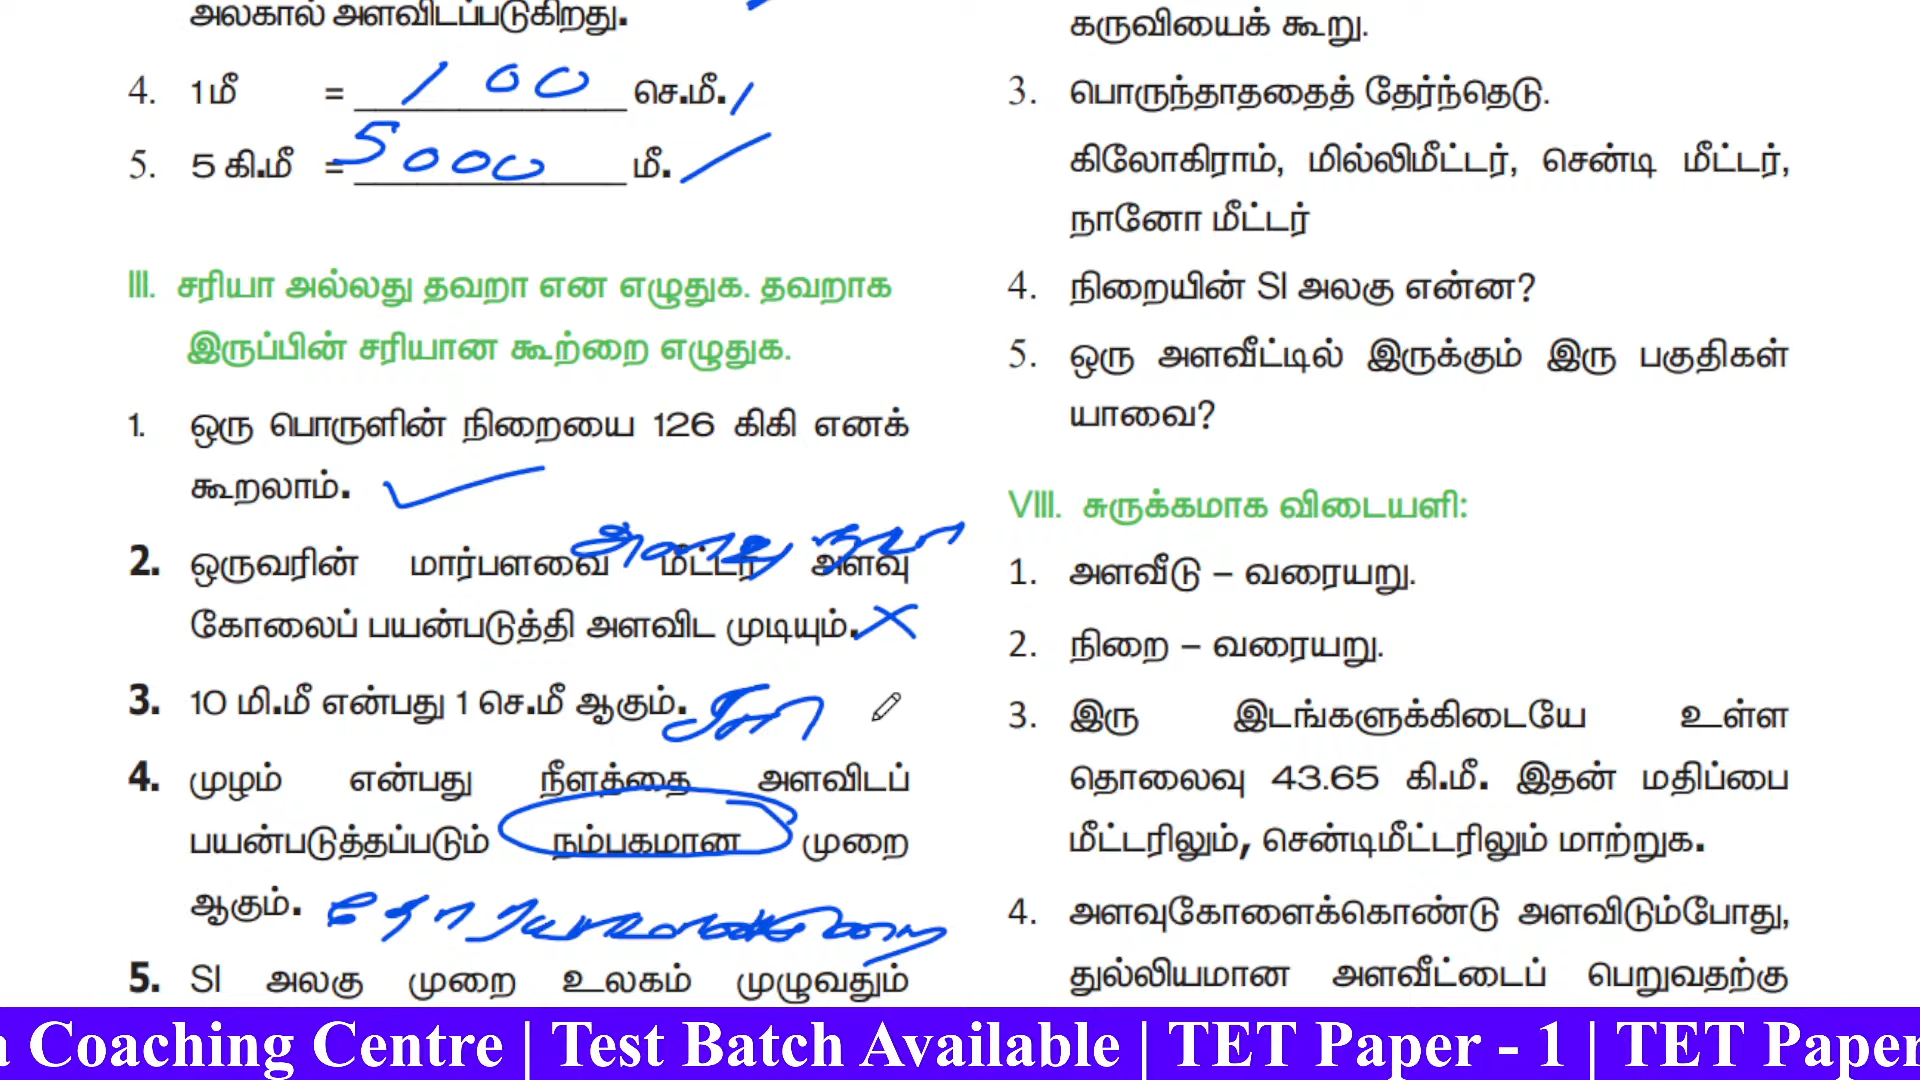 அலகால் அளவிடப்படுகிறது.
4. 1மீ = 100 செ.மீ.
5. 5 கி.மீ = 5000 மீ.
III. சரியா அல்லது தவறா என எழுதுக. தவறாக
இருப்பின் சரியான கூற்றை எழுதுக.
1. ஒரு பொருளின் நிறையை 126 கிகி எனக்
கூறலாம்.
2. ஒருவரின் மார்பளவை மீட்டர் அளவு
கோலைப் பயன்படுத்தி அளவிட முடியும்.
3. 10 மி.மீ என்பது 1 செ.மீ ஆகும். சரி
4. முழம் என்பது நீளத்தை அளவிடப்
பயன்படுத்தப்படும் நம்பகமான முறை
ஆகும்.
5. SI அலகு முறை உலகம் முழுவதும்
கருவியைக் கூறு.
3. பொருந்தாததைத் தேர்ந்தெடு.
கிலோகிராம், மில்லிமீட்டர், சென்டி மீட்டர்,
நானோ மீட்டர்
4. நிறையின் SI அலகு என்ன?
5. ஒரு அளவீட்டில் இருக்கும் இரு பகுதிகள்
யாவை?
VIII. சுருக்கமாக விடையளி:
1. அளவீடு – வரையறு.
2. நிறை – வரையறு.
3. இரு இடங்களுக்கிடையே உள்ள
தொலைவு 43.65 கி.மீ. இதன் மதிப்பை
மீட்டரிலும், சென்டிமீட்டரிலும் மாற்றுக.
4. அளவுகோளைக்கொண்டு அளவிடும்போது,
துல்லியமான அளவீட்டைப் பெறுவதற்கு
a Coaching Centre | Test Batch Available | TET Paper - 1 | TET Paper